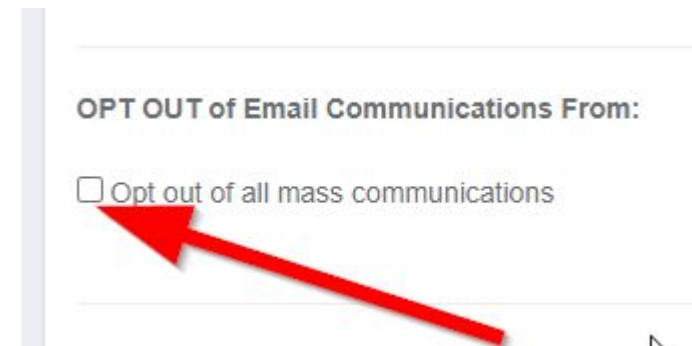 OPT OUT of Email Communications From:
Opt out of all mass communications